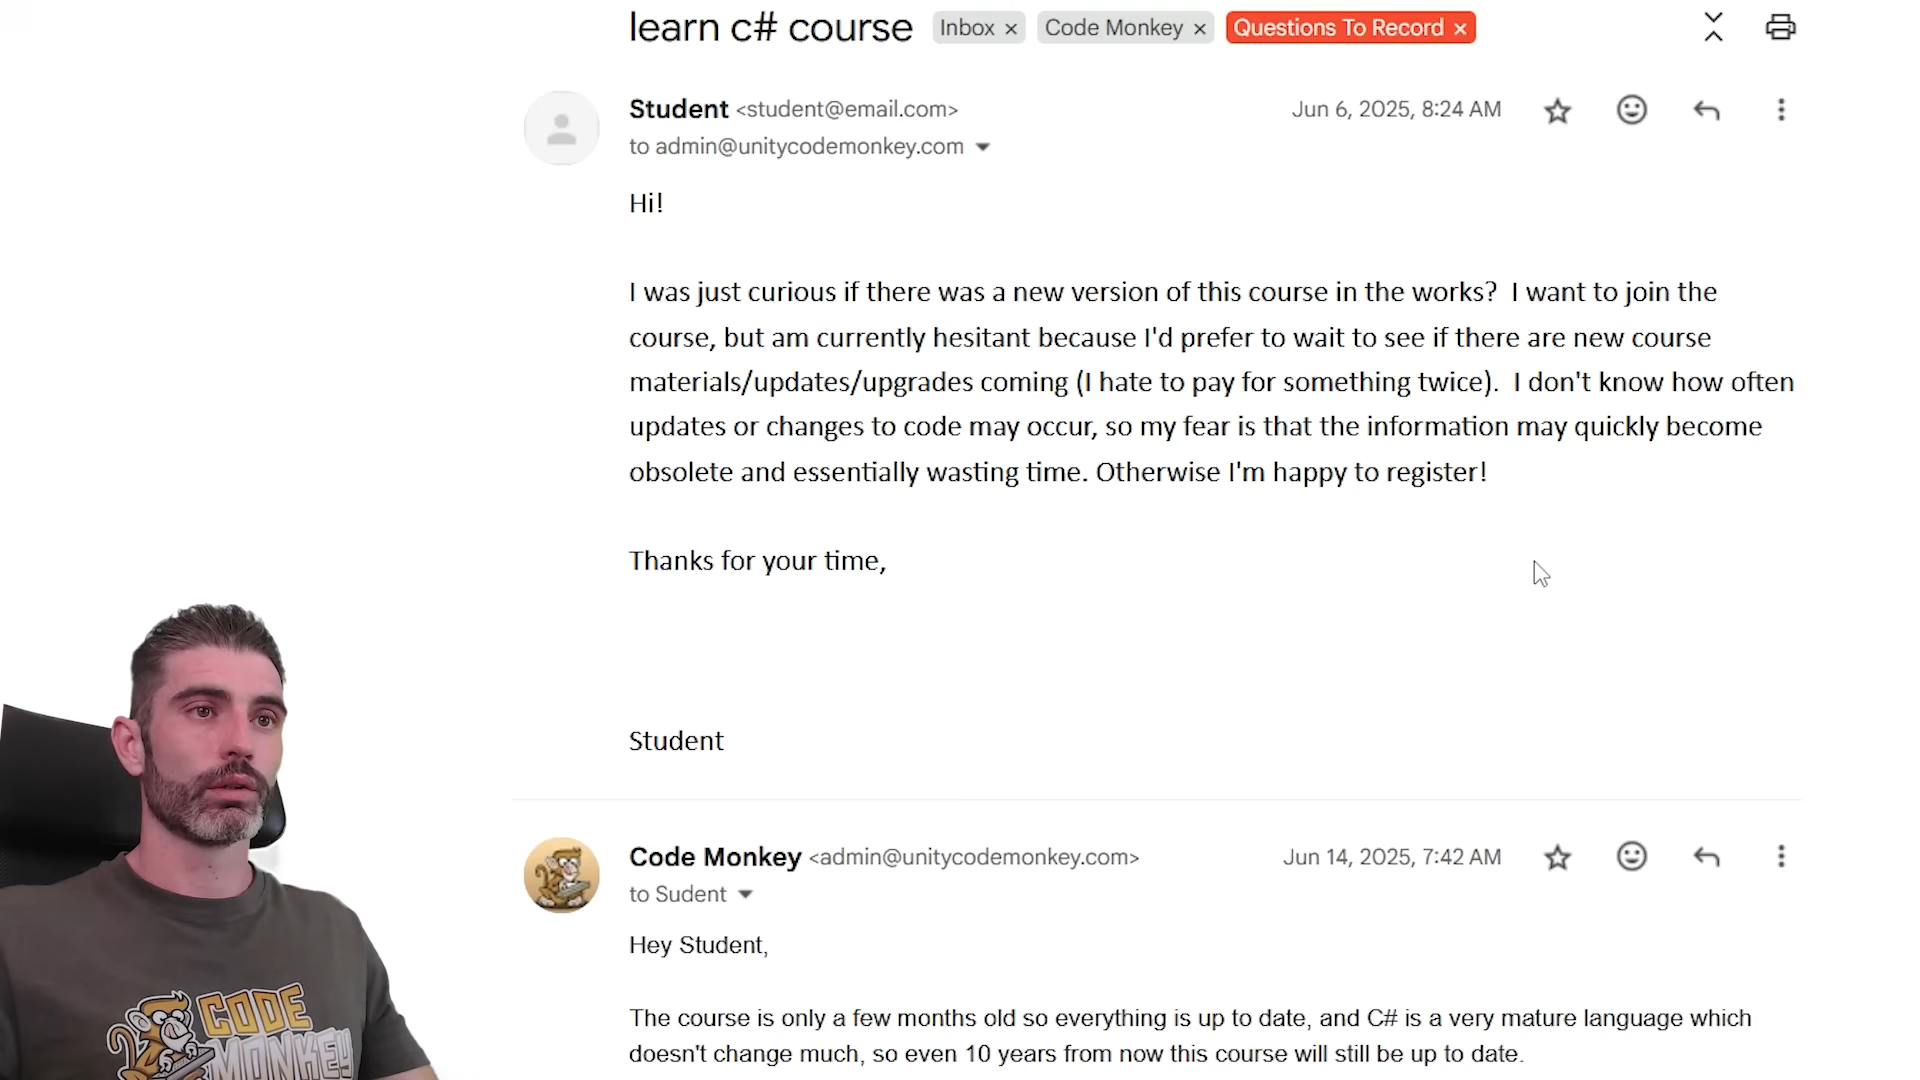 learn c# course Inbox × Code Monkey × Questions To Record ×
Student <student@email.com> Jun 6, 2025, 8:24 AM
to admin@unitycodemonkey.com
Hi!
I was just curious if there was a new version of this course in the works? I want to join the
course, but am currently hesitant because I'd prefer to wait to see if there are new course
materials/updates/upgrades coming (I hate to pay for something twice). I don't know how often
updates or changes to code may occur, so my fear is that the information may quickly become
obsolete and essentially wasting time. Otherwise I'm happy to register!
Thanks for your time,
Student
Code Monkey <admin@unitycodemonkey.com> Jun 14, 2025, 7:42 AM
to Sudent
Hey Student,
The course is only a few months old so everything is up to date, and C# is a very mature language which
doesn't change much, so even 10 years from now this course will still be up to date.
CODE
MONKEY